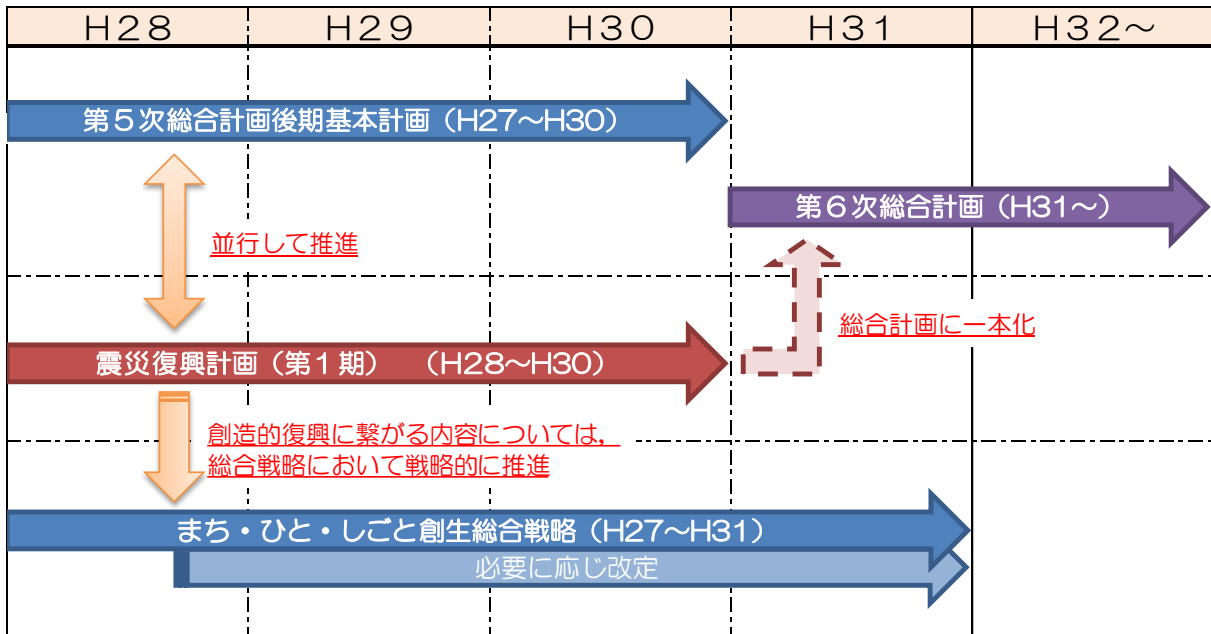 H28
H29
H30
H31
H32～
第5次総合計画後期基本計画（H27～H30）
第6次総合計画（H31～）
並行して推進
総合計画に一本化
震災復興計画（第1期）　（H28～H30）
創造的復興に繋がる内容については，
総合戦略において戦略的に推進
まち・ひと・しごと創生総合戦略（H27～H31）
必要に応じ改定